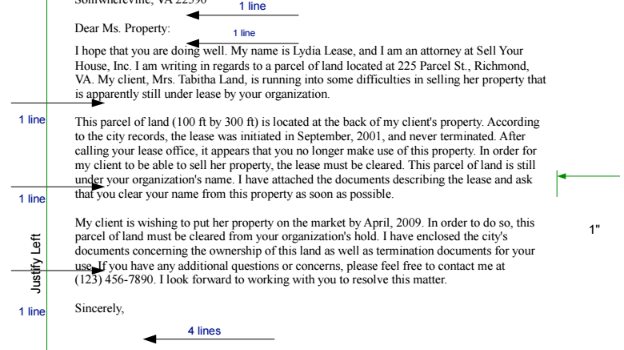 VA 22590
1 line
Dear Ms. Property:
1 line
I hope that you are doing well. My name is Lydia Lease, and I am an attorney at Sell Your
House, Inc. I am writing in regards to a parcel of land located at 225 Parcel St., Richmond,
VA. My client, Mrs. Tabitha Land, is running into some difficulties in selling her property that
is apparently still under lease by your organization.
1 line
This parcel of land (100 ft by 300 ft) is located at the back of my client's property. According
to the city records, the lease was initiated in September, 2001, and never terminated. After
calling your lease office, it appears that you no longer make use of this property. In order for
my client to be able to sell her property, the lease must be cleared. This parcel of land is still
under your organization's name. I have attached the documents describing the lease and ask
that you clear your name from this property as soon as possible.
1 line
My client is wishing to put her property on the market by April, 2009. In order to do so, this
parcel of land must be cleared from your organization's hold. I have enclosed the city's
documents concerning the ownership of this land as well as termination documents for your
use. If you have any additional questions or concerns, please feel free to contact me at
(123) 456-7890. I look forward to working with you to resolve this matter.
1"
Justify Left
1 line
Sincerely,
4 lines